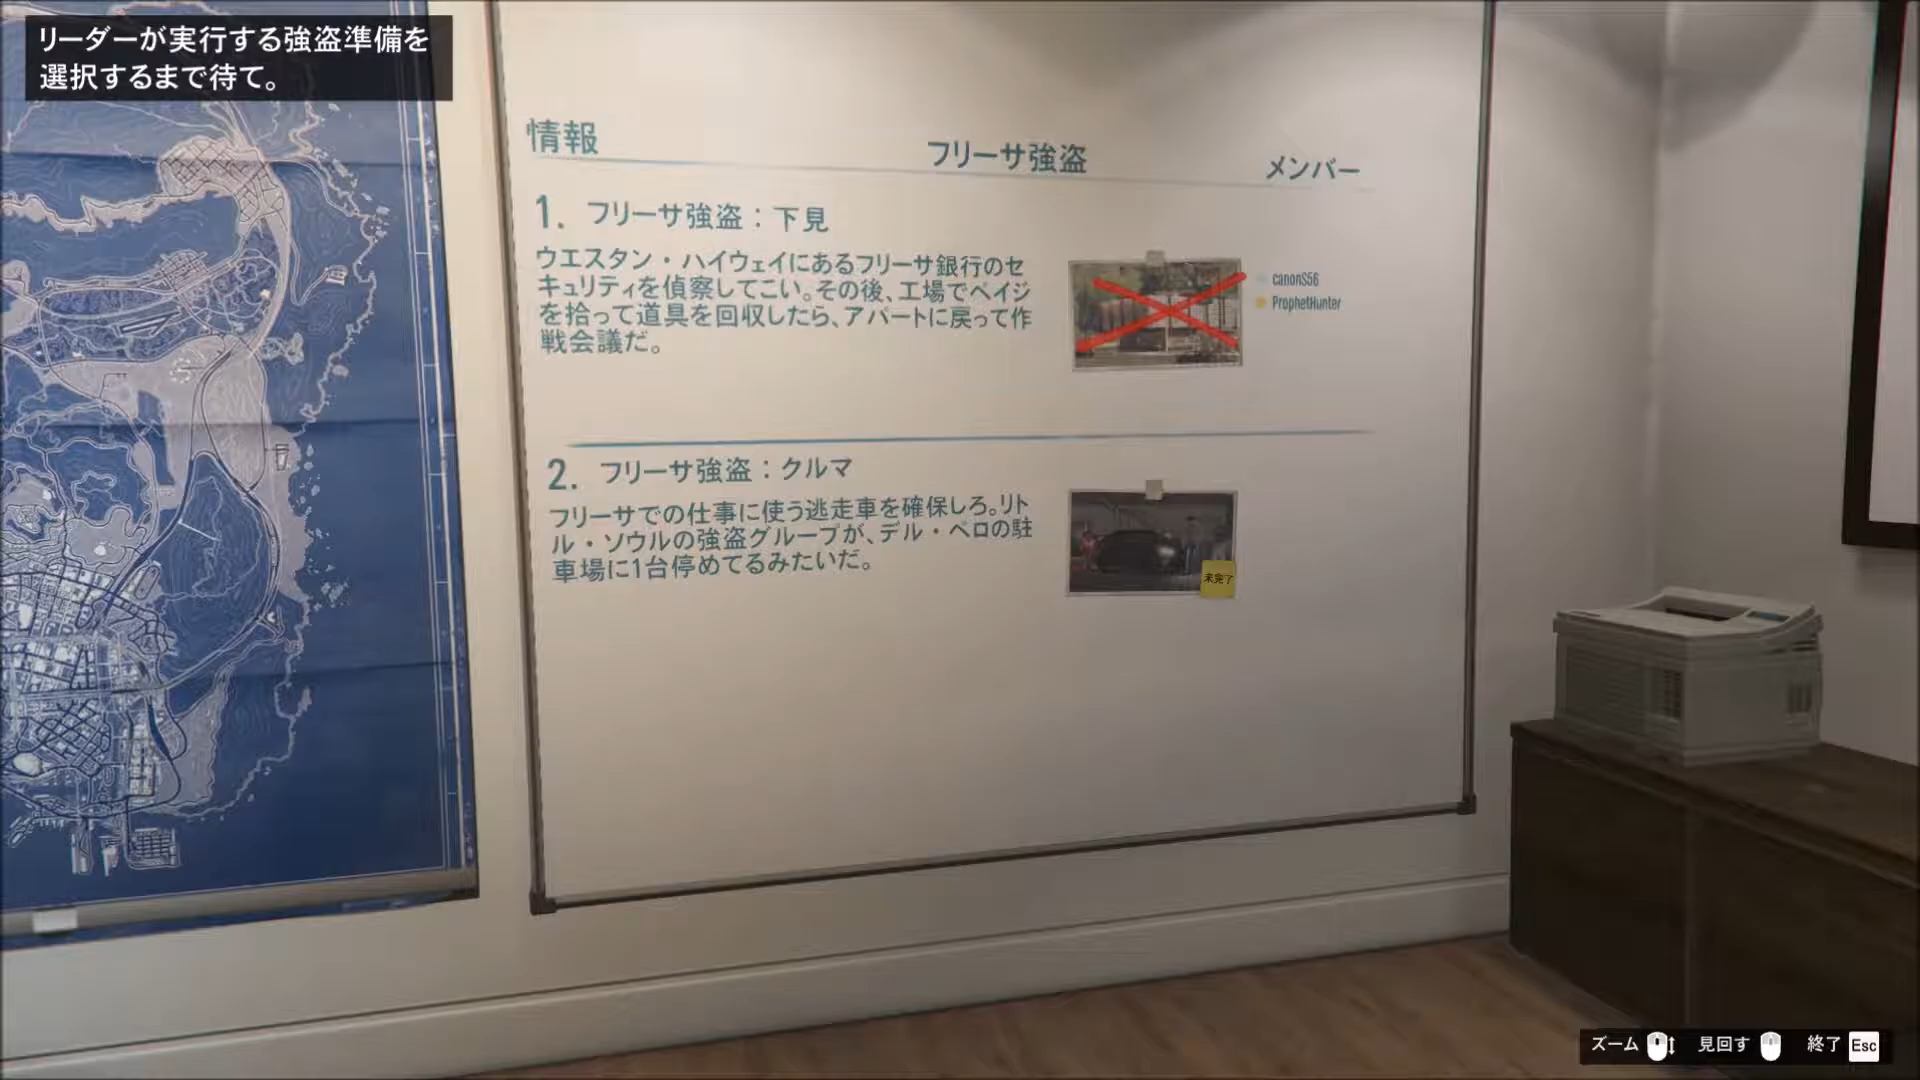 リーダーが実行する強盗準備を
選択するまで待て。
情報
フリーサ強盗
メンバー
1. フリーサ強盗：下見
ウエスタン・ハイウェイにあるフリーサ銀行のセ
キュリティを偵察してこい。その後、工場でペイジ
を拾って道具を回収したら、アパートに戻って作
戦会議だ。
canonS56
ProphetHunter
2. フリーサ強盗：クルマ
フリーサでの仕事に使う逃走車を確保しろ。リト
ル・ソウルの強盗グループが、デル・ペロの駐
車場に1台停めてるみたいだ。
未完了
ズーム 見回す 終了 Esc